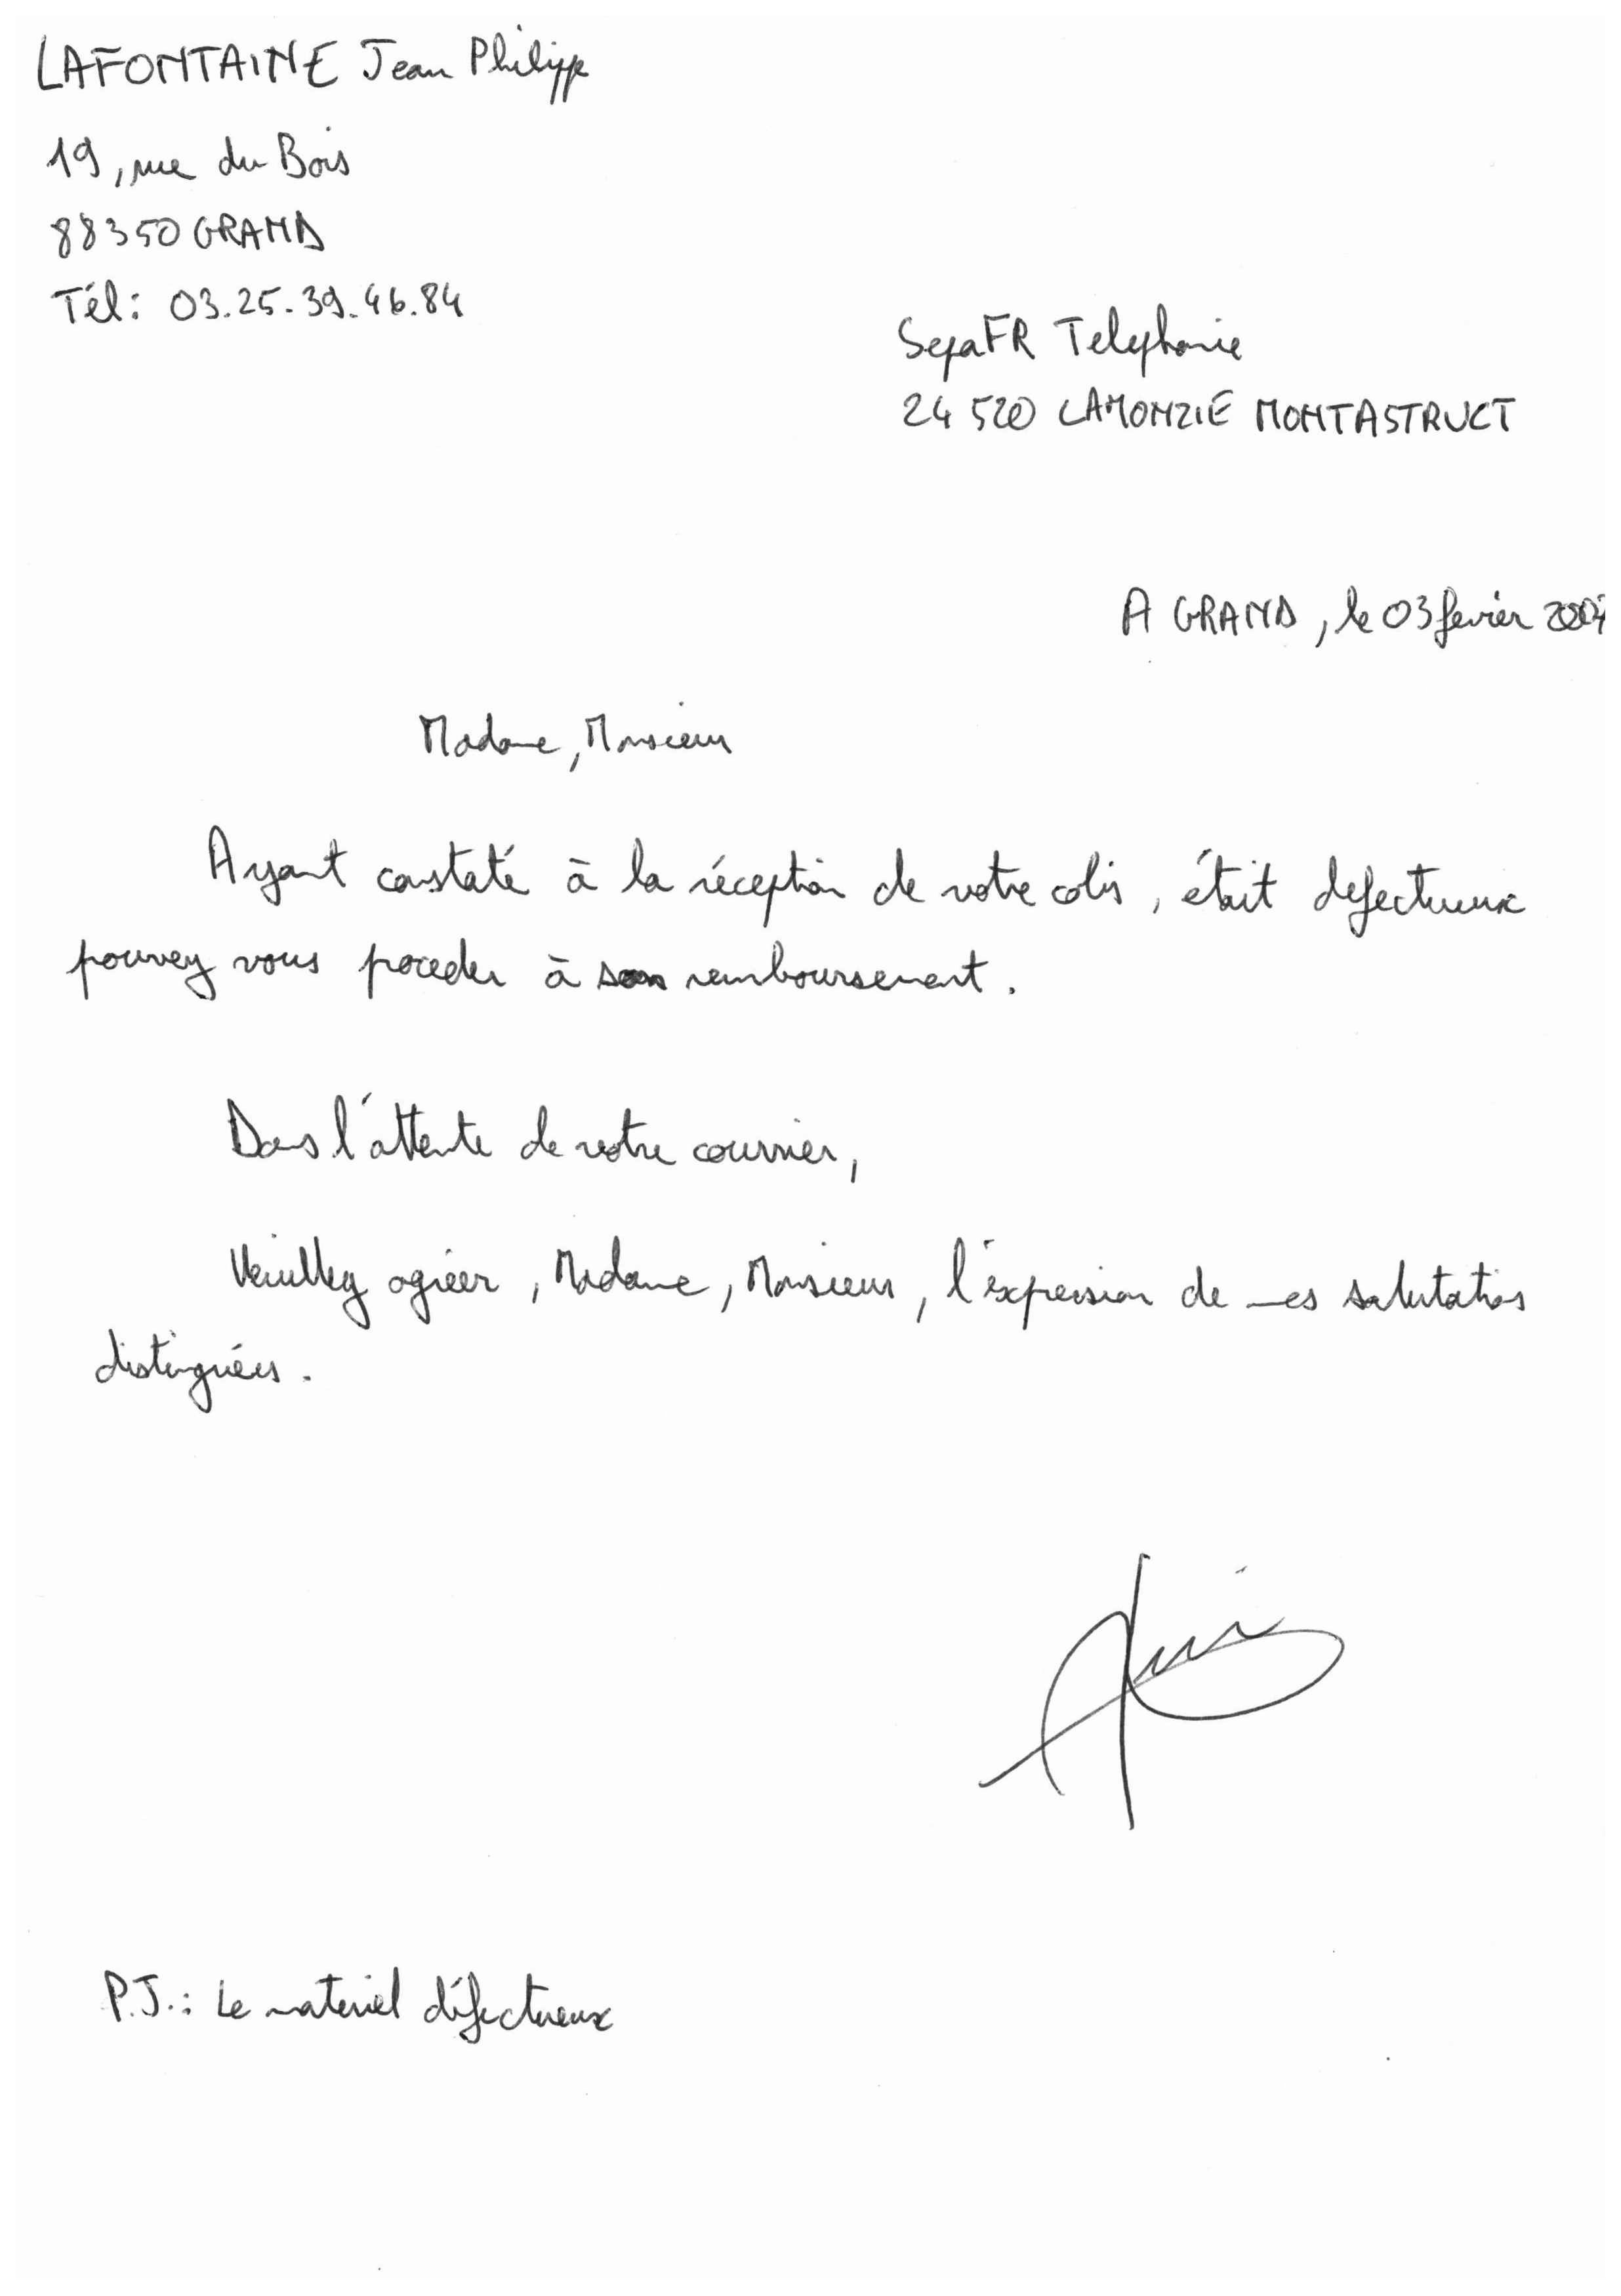 LAFONTAINE Jean Philippe
19, rue du Bois
88350 GRAND
Tél: 03.25.39.46.84
SepaFR Telephonie
24 520 LAMONZIE MONTASTRUCT
A GRAND, le 03 fevrier
Madame, Monsieur
Ayant constaté à la réception de votre colis, était defectueux
pouvez vous proceder à son remboursement.
Dans l'attente de votre courrier,
Veuillez agréer, Madame, Monsieur, l'expression de mes salutations
distinguées.
P.J.: Le materiel défectueux